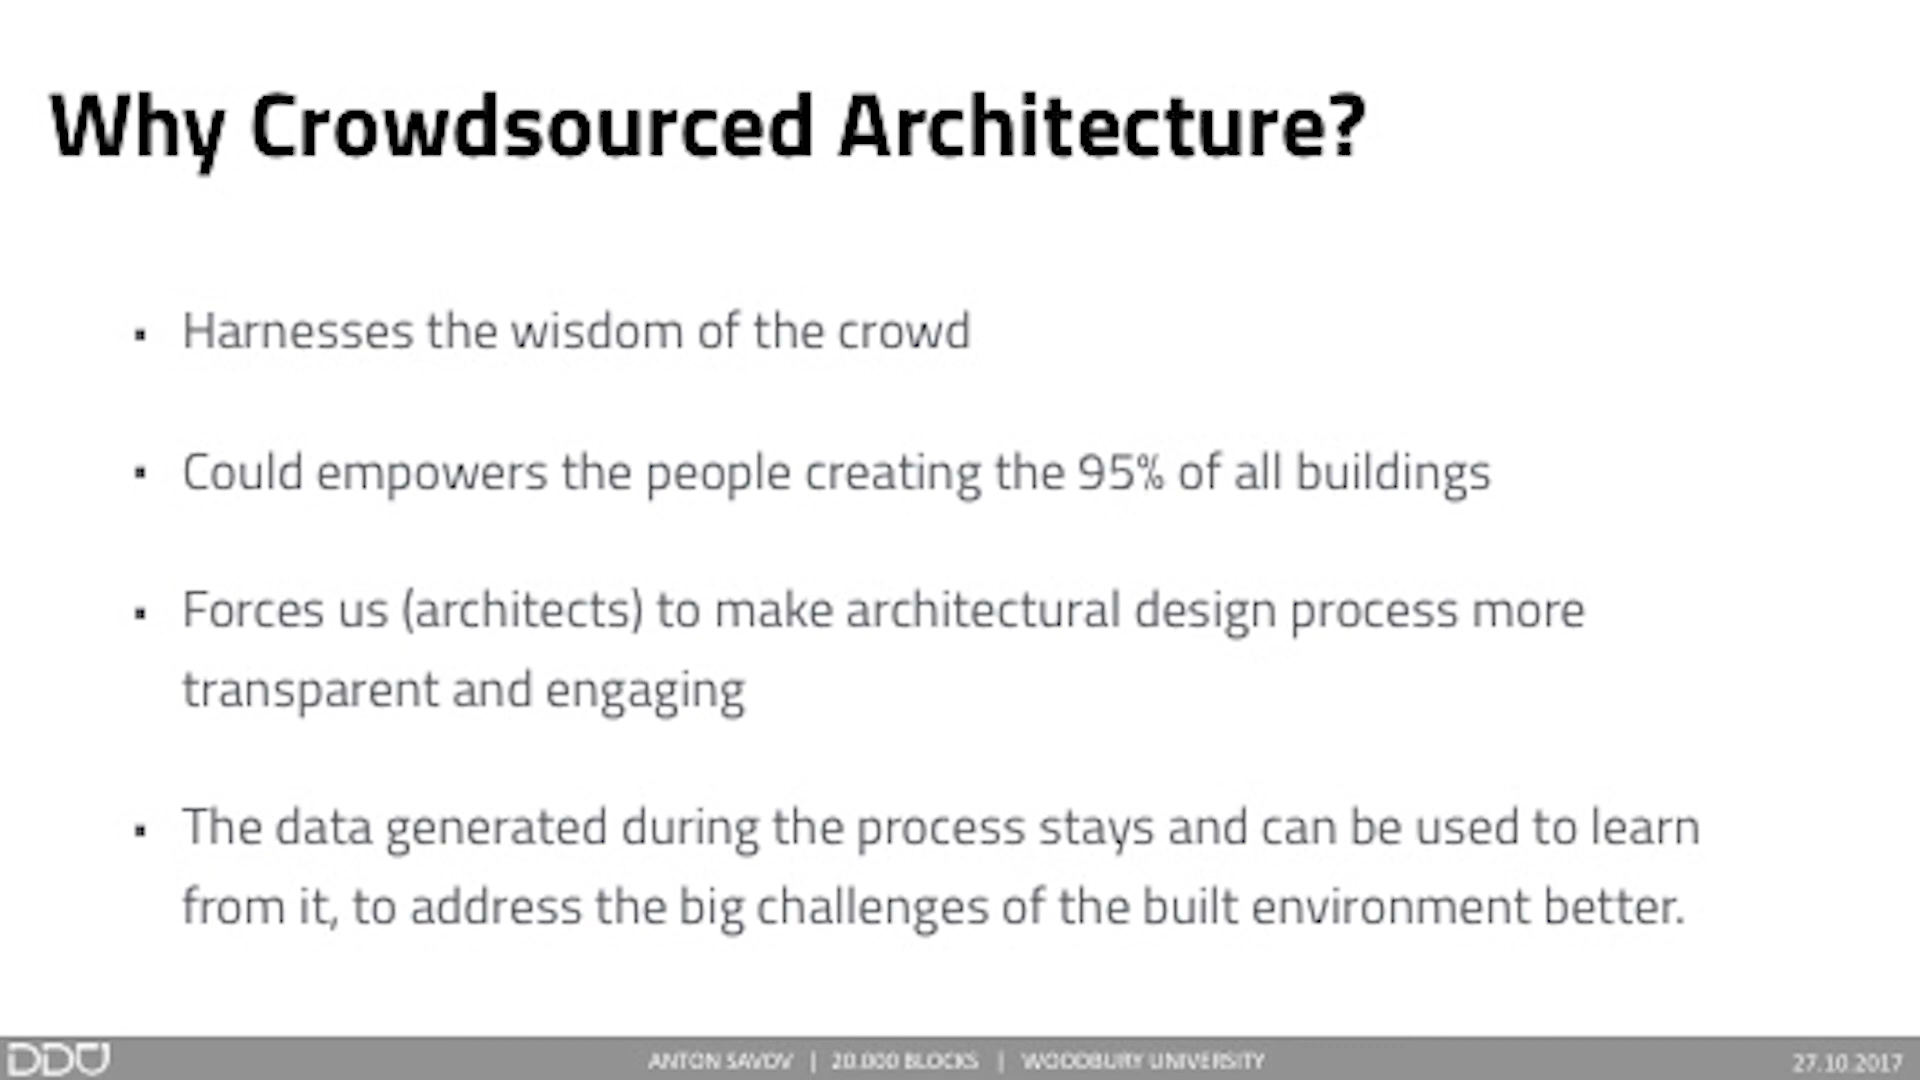 Why Crowdsourced Architecture?
▪ Harnesses the wisdom of the crowd
▪ Could empowers the people creating the 95% of all buildings
▪ Forces us (architects) to make architectural design process more
transparent and engaging
▪ The data generated during the process stays and can be used to learn
from it, to address the big challenges of the built environment better.
DDU
ANTON SAVOV | 20.000 BLOCKS | WOODBURY UNIVERSITY
27.10.2017